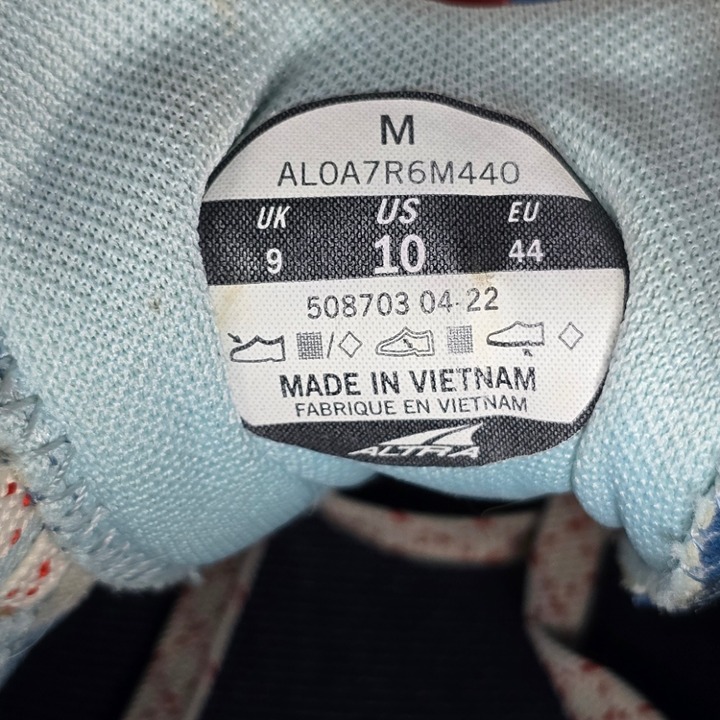 M
AL0A7R6M440
UK US EU
9 10 44
508703 04-22
MADE IN VIETNAM
FABRIQUE EN VIETNAM
ALTRA